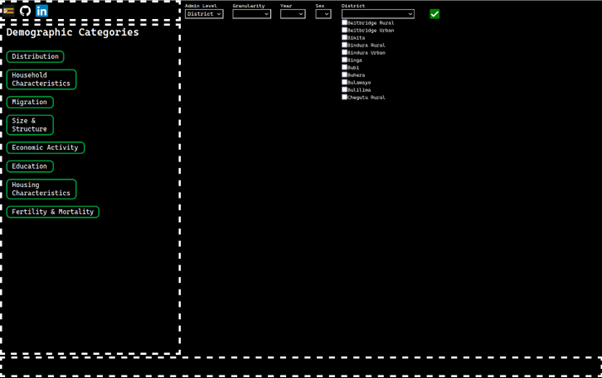 in
Admin Level
Granularity
Year
Sex
District
District
Demographic Categories
Distribution
Household
Characteristics
Migration
Size &
Structure
Economic Activity
Education
Housing
Characteristics
Fertility & Mortality
Beitbridge Rural
Beitbridge Urban
Bikita
Bindura Rural
Bindura Urban
Binga
Bubi
Buhera
Bulawayo
Bulilima
Chegutu Rural